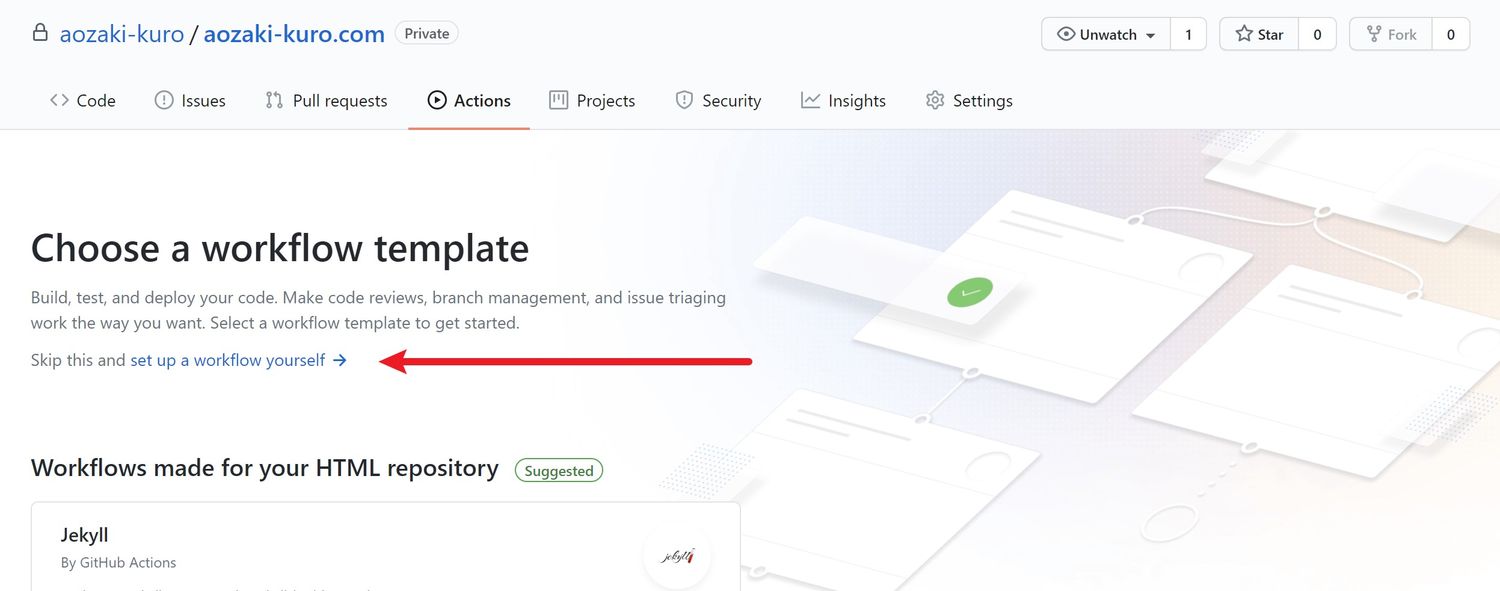 aozaki-kuro / aozaki-kuro.com Private
Unwatch 1 Star 0 Fork 0
Code Issues Pull requests Actions Projects Security Insights Settings
Choose a workflow template
Build, test, and deploy your code. Make code reviews, branch management, and issue triaging
work the way you want. Select a workflow template to get started.
Skip this and set up a workflow yourself →
Workflows made for your HTML repository Suggested
Jekyll
By GitHub Actions
jekyll